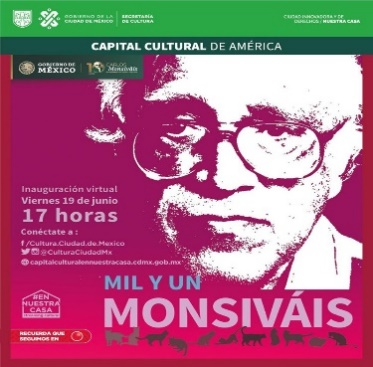 GOBIERNO DE LA
CIUDAD DE MÉXICO
SECRETARÍA
DE CULTURA
CIUDAD INNOVADORA Y DE
DERECHOS / NUESTRA CASA
CAPITAL CULTURAL DE AMÉRICA
GOBIERNO DE
MÉXICO
CARLOS
Monsiváis
Inauguración virtual
Viernes 19 de junio
17 horas
Conéctate a :
/Cultura.Ciudad.de.Mexico
@CulturaCiudadMx
capitalculturalennuestracasa.cdmx.gob.mx
MIL Y UN
MONSIVÁIS
#EN
NUESTRA
CASA
RECUERDA QUE
SEGUIMOS EN